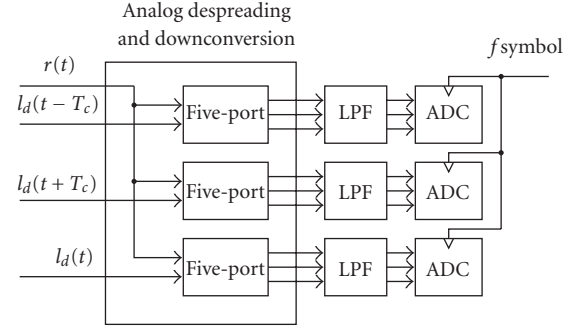 Analog despreading
and downconversion
f symbol
r(t)
l_d(t − T_c)
Five-port LPF ADC
l_d(t + T_c)
Five-port LPF ADC
l_d(t)
Five-port LPF ADC